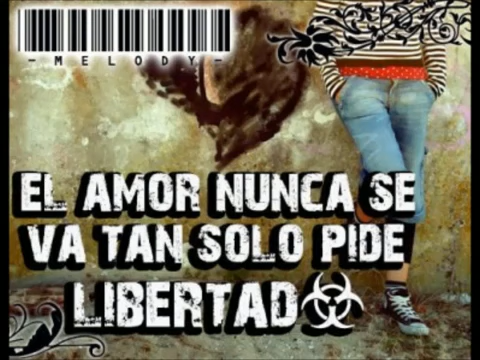 -MELODY-
EL AMOR NUNCA SE
VA TAN SOLO PIDE
LIBERTAD